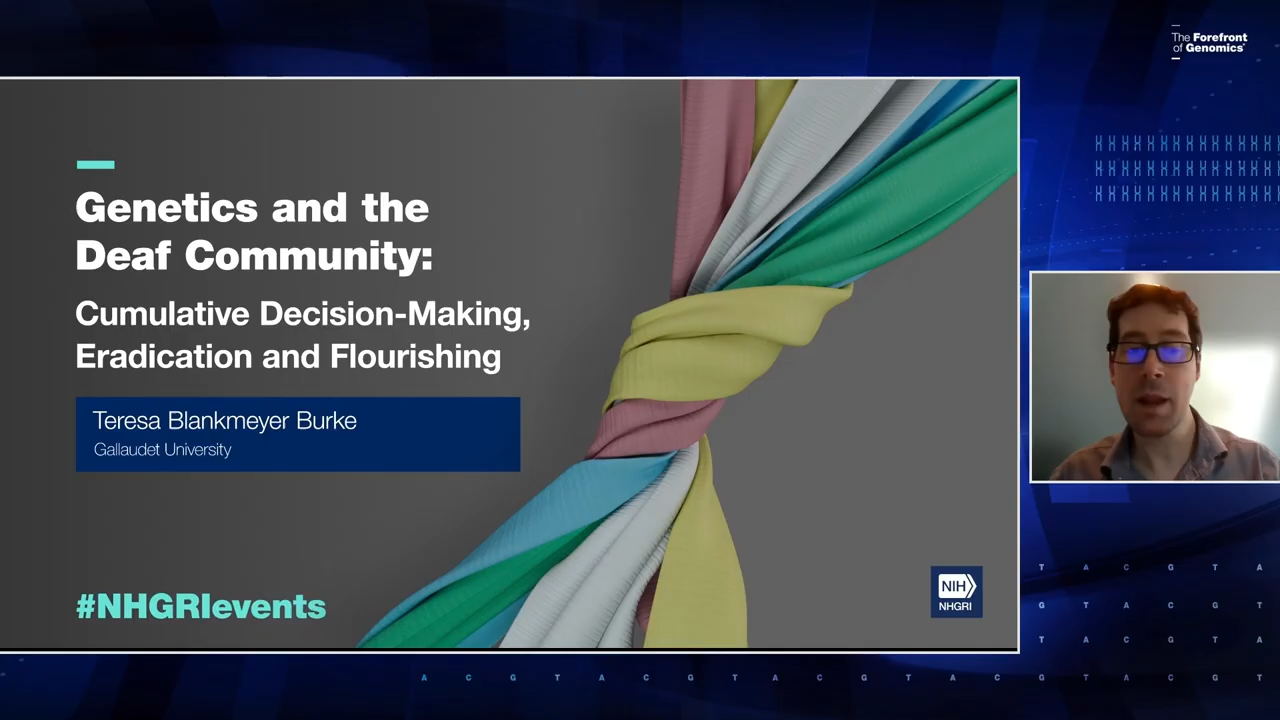 The Forefront
of Genomics
Genetics and the
Deaf Community:
Cumulative Decision-Making,
Eradication and Flourishing
Teresa Blankmeyer Burke
Gallaudet University
#NHGRIevents
NIH
NHGRI
T A C G T A
G T A C G T
T A C G T A
A C G T A C G T A C G T A C G T A C G T